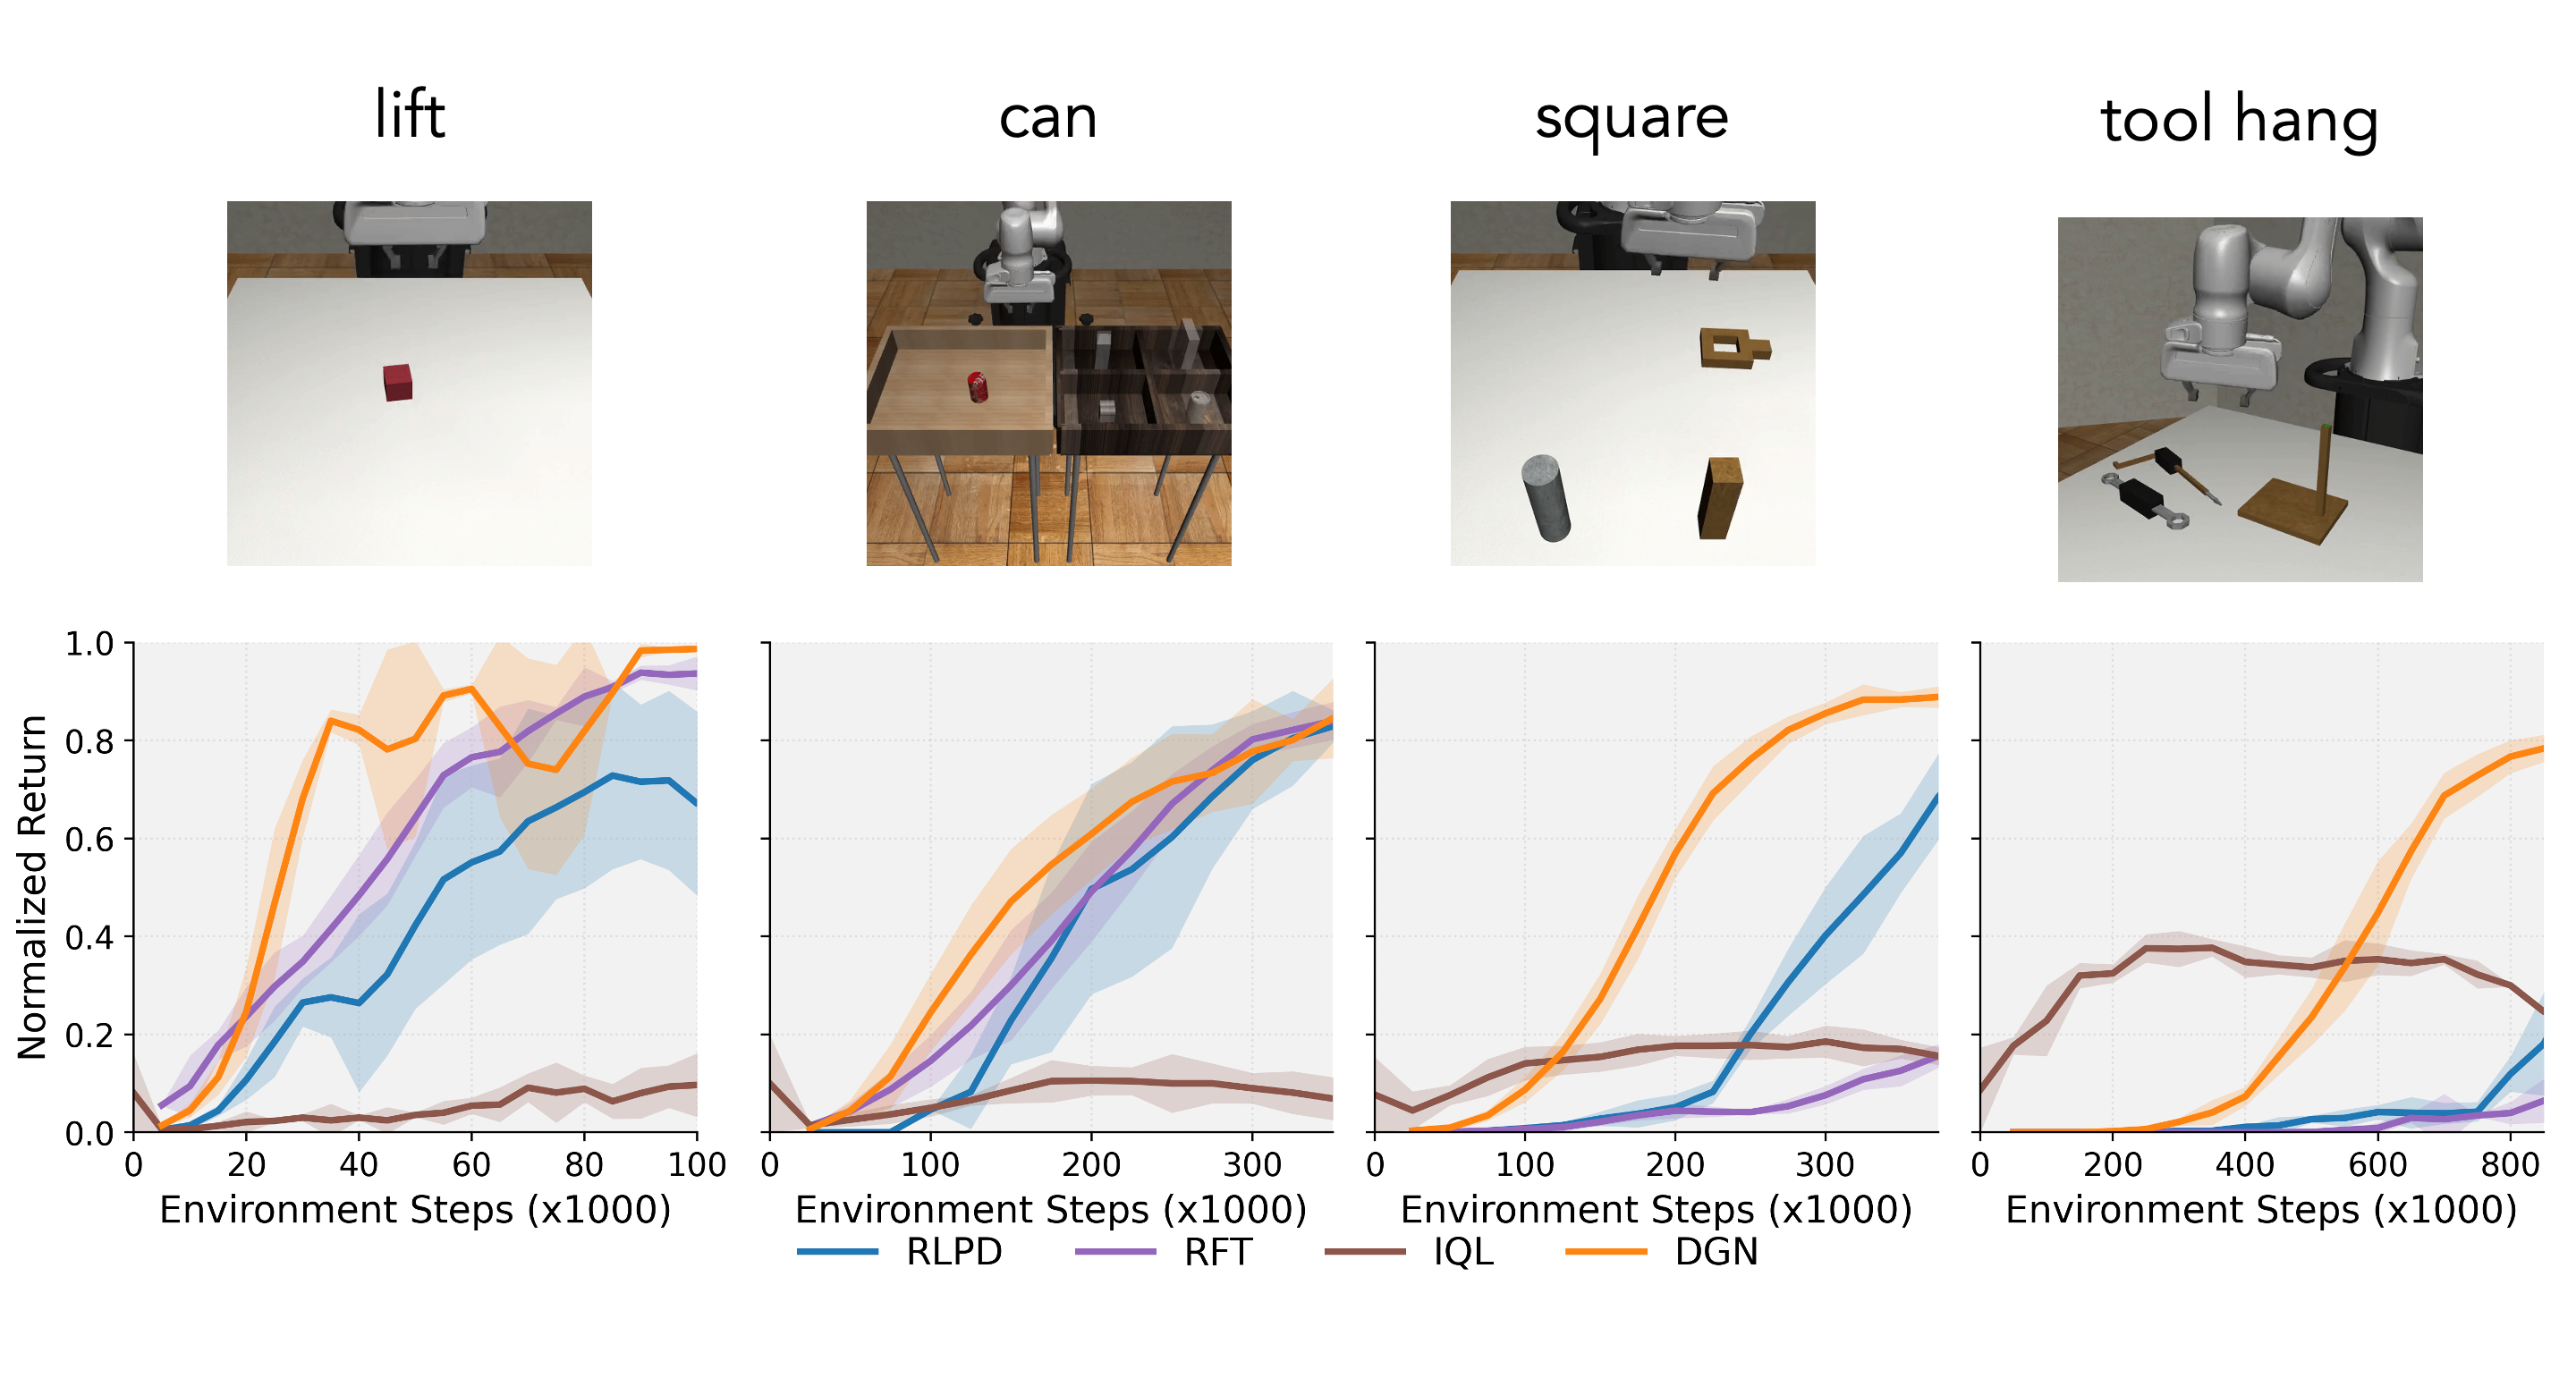 lift
can
square
tool hang
Normalized Return
1.0
0.8
0.6
0.4
0.2
0.0
0 20 40 60 80 100
0 100 200 300
0 100 200 300
0 200 400 600 800
Environment Steps (x1000)
Environment Steps (x1000)
Environment Steps (x1000)
Environment Steps (x1000)
RLPD RFT IQL DGN